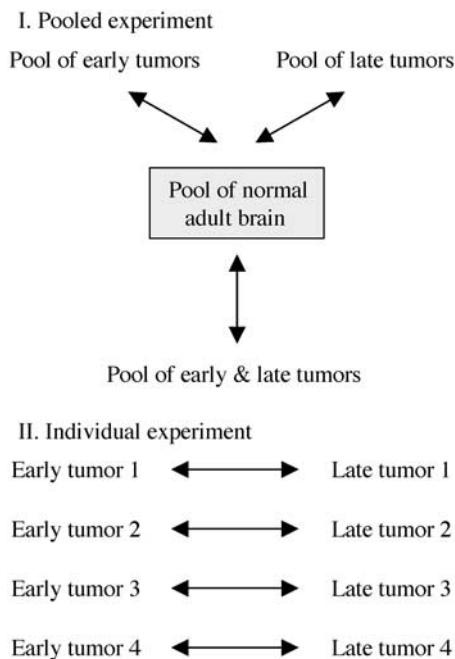 I. Pooled experiment
Pool of early tumors
Pool of late tumors
Pool of normal
adult brain
Pool of early & late tumors
II. Individual experiment
Early tumor 1
Late tumor 1
Early tumor 2
Late tumor 2
Early tumor 3
Late tumor 3
Early tumor 4
Late tumor 4